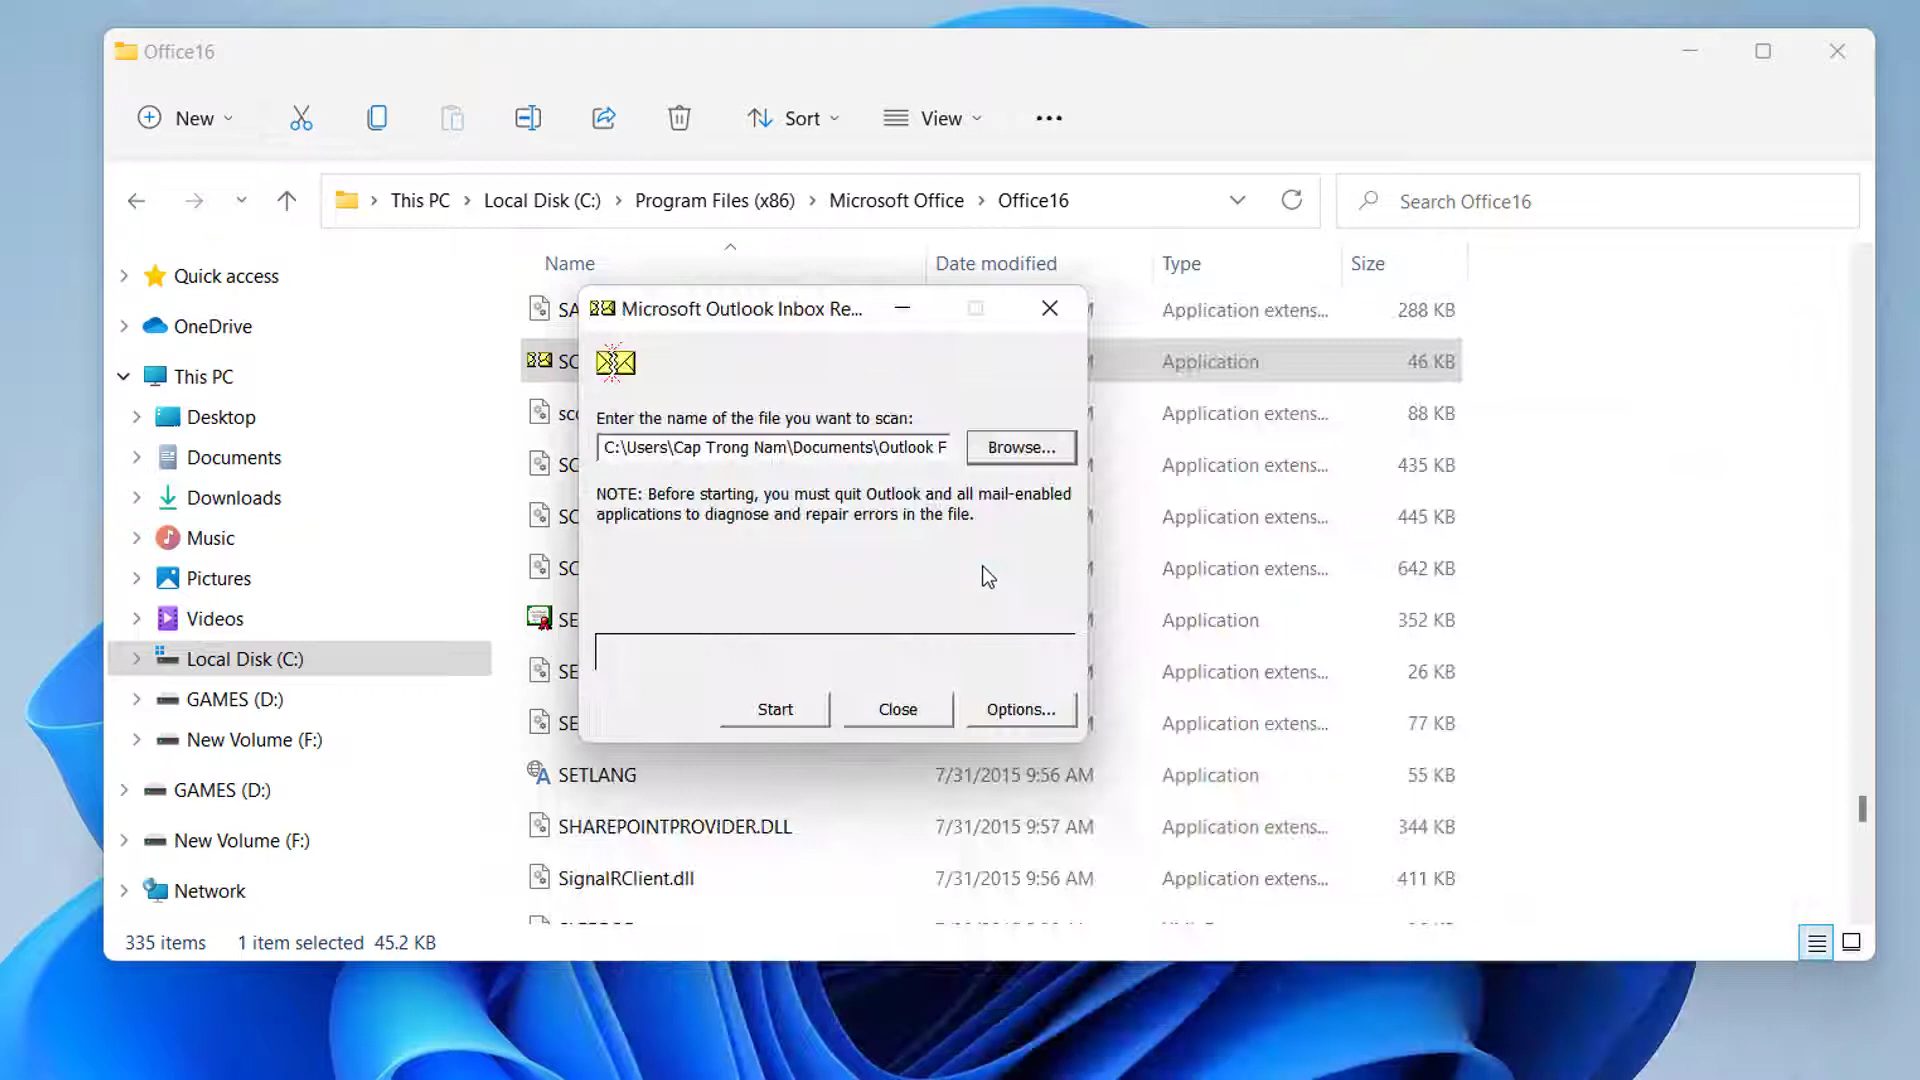 Office16
New
Sort
View
This PC
Local Disk (C:)
Program Files (x86)
Microsoft Office
Office16
Search Office16
Quick access
OneDrive
This PC
Desktop
Documents
Downloads
Music
Pictures
Videos
Local Disk (C:)
GAMES (D:)
New Volume (F:)
GAMES (D:)
New Volume (F:)
Network
Name Date modified Type Size
SA Application extens... 288 KB
SC Application 46 KB
sc Application extens... 88 KB
SC Application extens... 435 KB
SC Application extens... 445 KB
SC Application extens... 642 KB
SE Application 352 KB
SE Application extens... 26 KB
SE Application extens... 77 KB
SETLANG 7/31/2015 9:56 AM Application 55 KB
SHAREPOINTPROVIDER.DLL 7/31/2015 9:57 AM Application extens... 344 KB
SignalRClient.dll 7/31/2015 9:56 AM Application extens... 411 KB
Microsoft Outlook Inbox Re...
Enter the name of the file you want to scan:
C:\Users\Cap Trong Nam\Documents\Outlook F
Browse...
NOTE: Before starting, you must quit Outlook and all mail-enabled
applications to diagnose and repair errors in the file.
Start
Close
Options...
335 items 1 item selected 45.2 KB